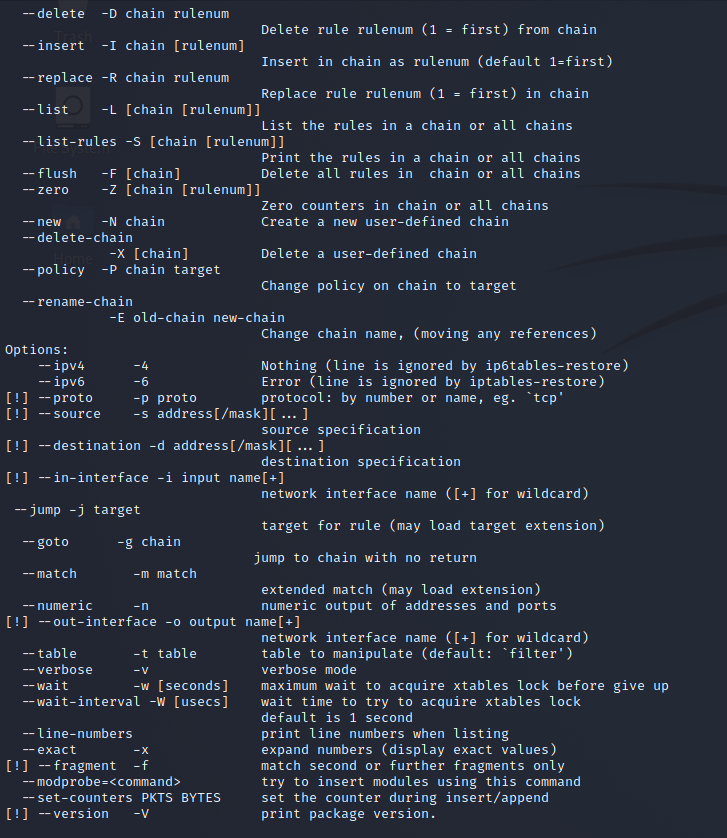 --delete  -D chain rulenum
Delete rule rulenum (1 = first) from chain
--insert  -I chain [rulenum]
Insert in chain as rulenum (default 1=first)
--replace -R chain rulenum
Replace rule rulenum (1 = first) in chain
--list    -L [chain [rulenum]]
List the rules in a chain or all chains
--list-rules -S [chain [rulenum]]
Print the rules in a chain or all chains
--flush   -F [chain]          Delete all rules in  chain or all chains
--zero    -Z [chain [rulenum]]
Zero counters in chain or all chains
--new     -N chain            Create a new user-defined chain
--delete-chain
-X [chain]          Delete a user-defined chain
--policy  -P chain target
Change policy on chain to target
--rename-chain
-E old-chain new-chain
Change chain name, (moving any references)
Options:
--ipv4      -4              Nothing (line is ignored by ip6tables-restore)
--ipv6      -6              Error (line is ignored by iptables-restore)
[!] --proto     -p proto        protocol: by number or name, eg. `tcp'
[!] --source    -s address[/mask][...]
source specification
[!] --destination -d address[/mask][...]
destination specification
[!] --in-interface -i input name[+]
network interface name ([+] for wildcard)
--jump -j target
target for rule (may load target extension)
--goto      -g chain
jump to chain with no return
--match       -m match
extended match (may load extension)
--numeric     -n              numeric output of addresses and ports
[!] --out-interface -o output name[+]
network interface name ([+] for wildcard)
--table       -t table        table to manipulate (default: `filter')
--verbose     -v              verbose mode
--wait        -w [seconds]    maximum wait to acquire xtables lock before give up
--wait-interval -W [usecs]    wait time to try to acquire xtables lock
default is 1 second
--line-numbers                print line numbers when listing
--exact       -x              expand numbers (display exact values)
[!] --fragment  -f              match second or further fragments only
--modprobe=<command>          try to insert modules using this command
--set-counters PKTS BYTES     set the counter during insert/append
[!] --version   -V              print package version.
Trash
Home